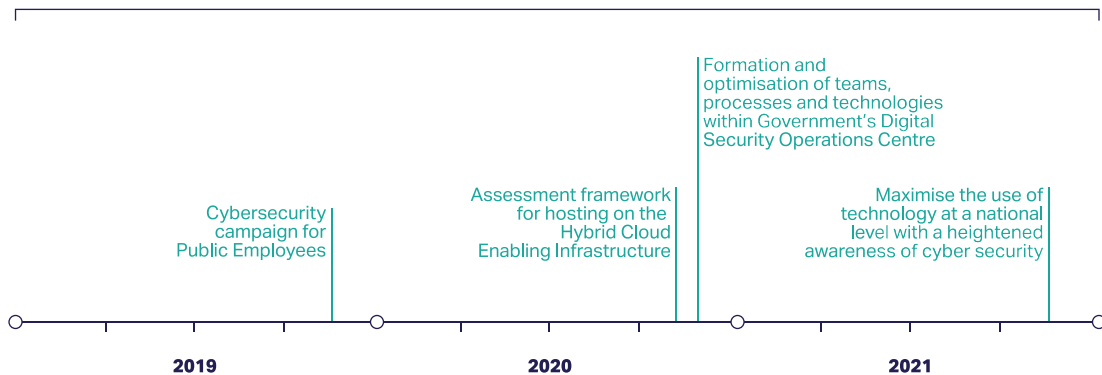 Formation and
optimisation of teams,
processes and technologies
within Government's Digital
Security Operations Centre
Cybersecurity
campaign for
Public Employees
Assessment framework
for hosting on the
Hybrid Cloud
Enabling Infrastructure
Maximise the use of
technology at a national
level with a heightened
awareness of cyber security
2019
2020
2021